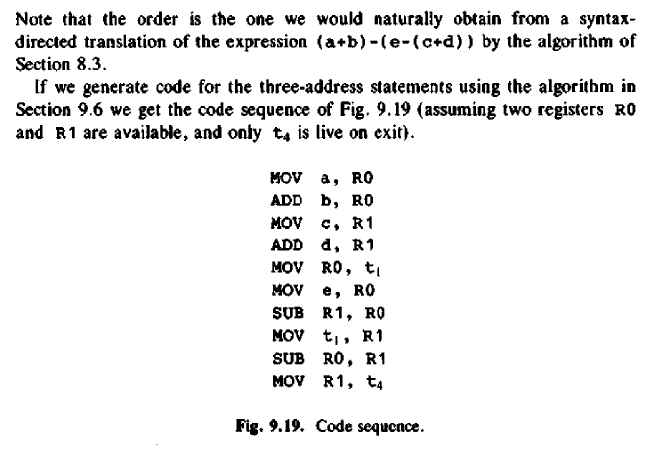 Note that the order is the one we would naturally obtain from a syntax-
directed translation of the expression (a+b)-(e-(c+d)) by the algorithm of
Section 8.3.
If we generate code for the three-address statements using the algorithm in
Section 9.6 we get the code sequence of Fig. 9.19 (assuming two registers R0
and R1 are available, and only t₄ is live on exit).
MOV a, R0
ADD b, R0
MOV c, R1
ADD d, R1
MOV R0, t₁
MOV e, R0
SUB R1, R0
MOV t₁, R1
SUB R0, R1
MOV R1, t₄
Fig. 9.19. Code sequence.